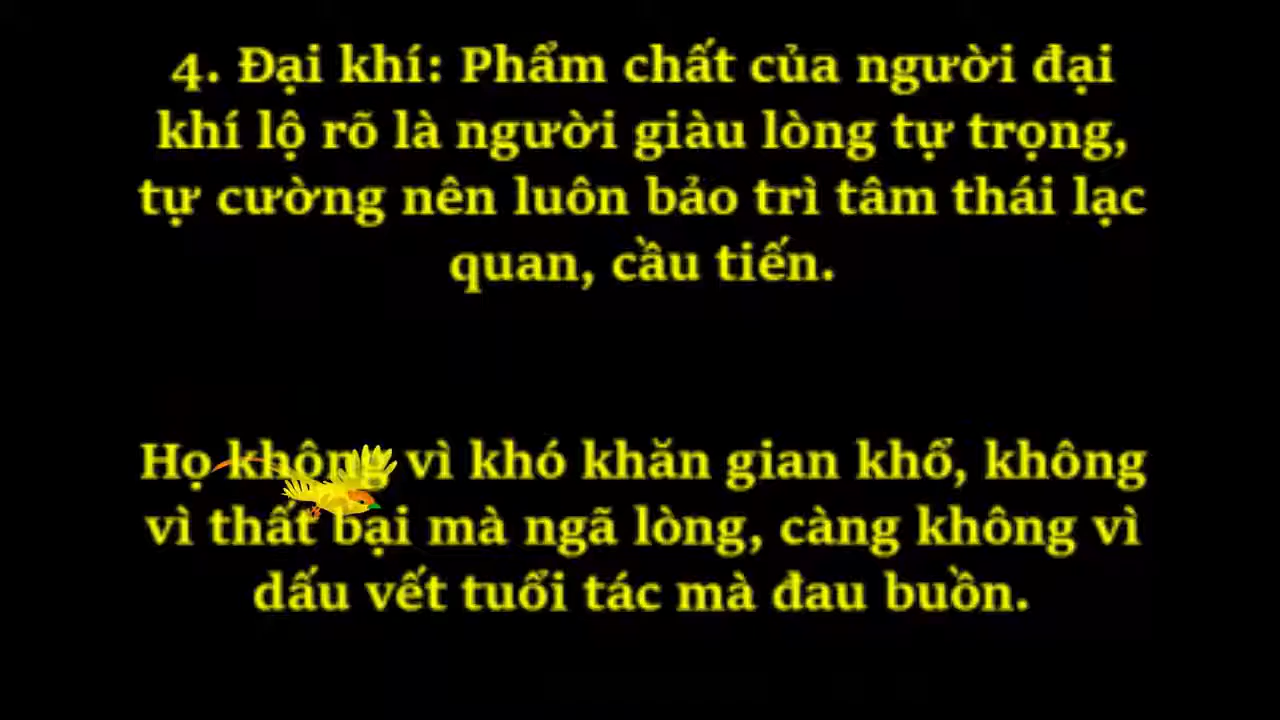 4. Đại khí: Phẩm chất của người đại
khí lộ rõ là người giàu lòng tự trọng,
tự cường nên luôn bảo trì tâm thái lạc
quan, cầu tiến.
Họ không vì khó khăn gian khổ, không
vì thất bại mà ngã lòng, càng không vì
dấu vết tuổi tác mà đau buồn.